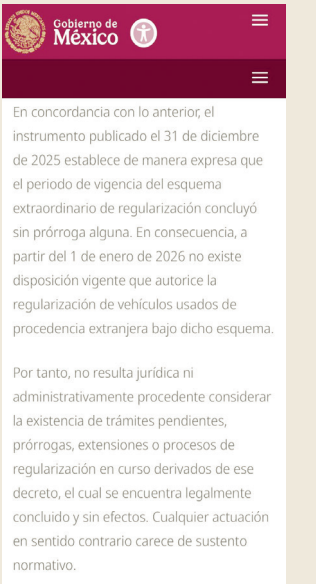 Gobierno de
México
En concordancia con lo anterior, el
instrumento publicado el 31 de diciembre
de 2025 establece de manera expresa que
el periodo de vigencia del esquema
extraordinario de regularización concluyó
sin prórroga alguna. En consecuencia, a
partir del 1 de enero de 2026 no existe
disposición vigente que autorice la
regularización de vehículos usados de
procedencia extranjera bajo dicho esquema.
Por tanto, no resulta jurídica ni
administrativamente procedente considerar
la existencia de trámites pendientes,
prórrogas, extensiones o procesos de
regularización en curso derivados de ese
decreto, el cual se encuentra legalmente
concluido y sin efectos. Cualquier actuación
en sentido contrario carece de sustento
normativo.